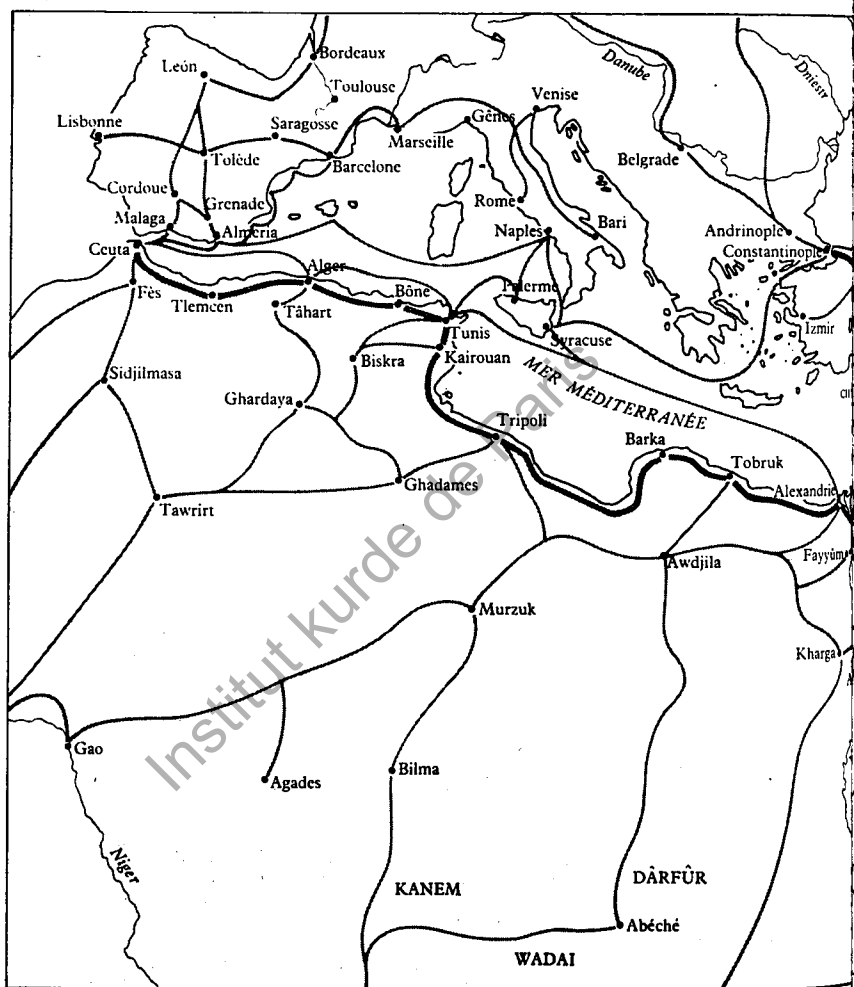 Bordeaux
León
Danube
Dniestr
Toulouse
Venise
Lisbonne
Saragosse
Gênes
Marseille
Tolède
Barcelone
Belgrade
Cordoue
Grenade
Rome
Malaga
Almeria
Naples
Bari
Andrinople
Ceuta
Constantinople
Alger
Palerme
Fès
Bône
Tlemcen
Tâhart
Tunis
Syracuse
Izmir
Biskra
Kairouan
Sidjilmasa
MER MÉDITERRANÉE
Ghardaya
Tripoli
Barka
Tobruk
Ghadames
Alexandrie
Tawrirt
Awdjila
Fayyûm
Murzuk
Kharga
Gao
Agades
Bilma
Niger
KANEM
DÂRFÛR
Abéché
WADAI
Institut kurde de Paris